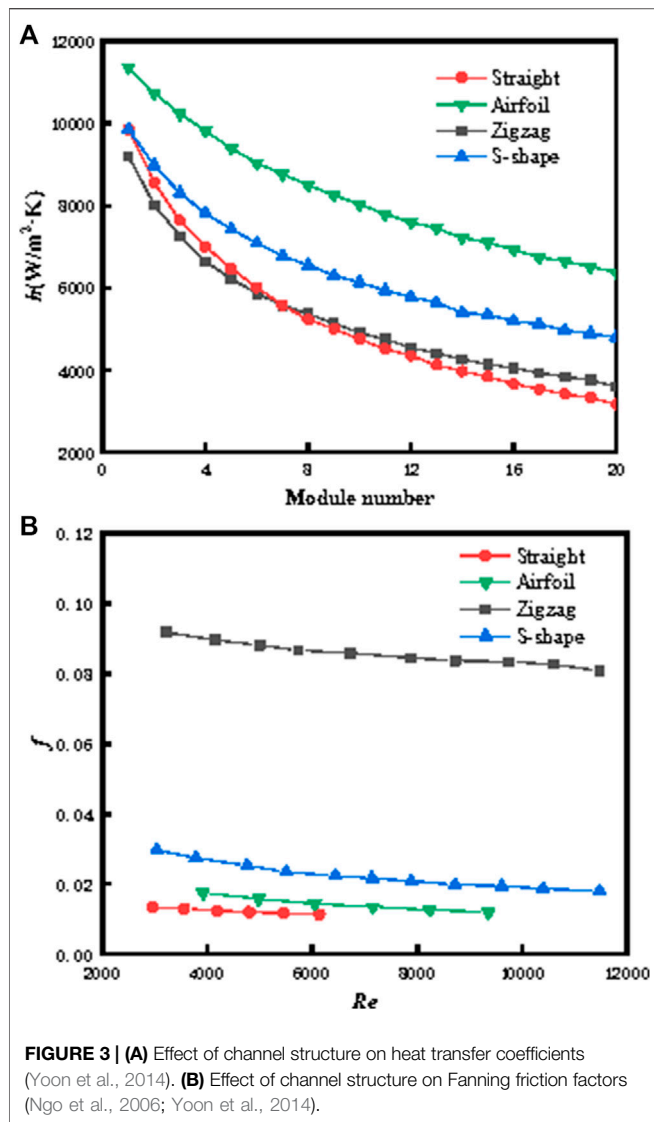 A
12000
10000
8000
6000
4000
2000
h(W/m²·K)
Straight
Airfoil
Zigzag
S-shape
0 4 8 12 16 20
Module number
B
0.12
0.10
0.08
0.06
0.04
0.02
0.00
f
Straight
Airfoil
Zigzag
S-shape
2000 4000 6000 8000 10000 12000
Re
FIGURE 3 | (A) Effect of channel structure on heat transfer coefficients
(Yoon et al., 2014). (B) Effect of channel structure on Fanning friction factors
(Ngo et al., 2006; Yoon et al., 2014).